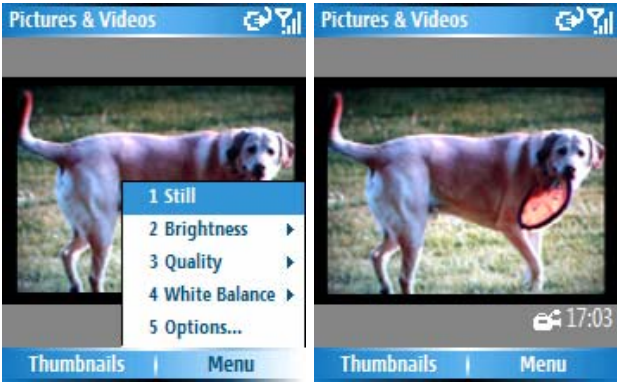 Pictures & Videos
1 Still
2 Brightness
3 Quality
4 White Balance
5 Options...
Thumbnails
Menu
Pictures & Videos
17:03
Thumbnails
Menu